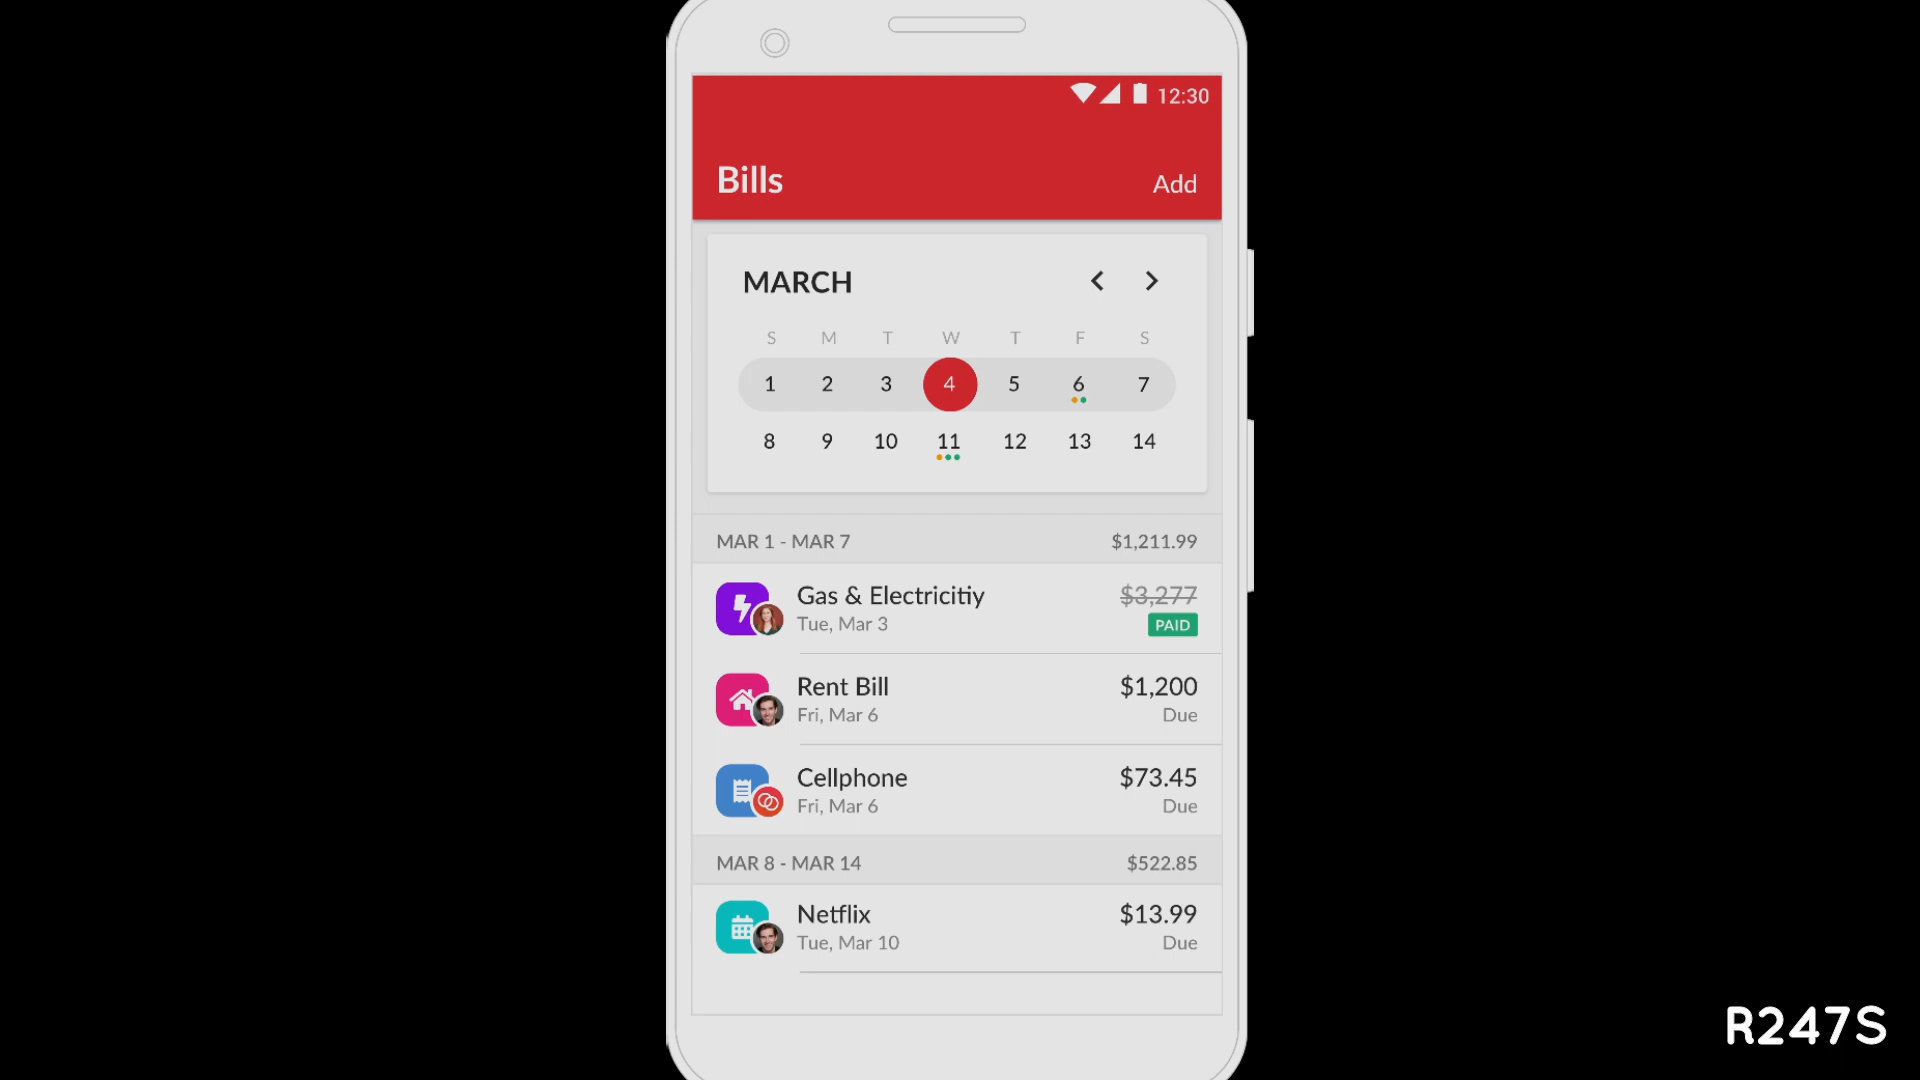 12:30
Bills
Add
MARCH
S M T W T F S
1 2 3 4 5 6 7
8 9 10 11 12 13 14
MAR 1 - MAR 7 $1,211.99
Gas & Electricitiy $3,277
Tue, Mar 3 PAID
Rent Bill $1,200
Fri, Mar 6 Due
Cellphone $73.45
Fri, Mar 6 Due
MAR 8 - MAR 14 $522.85
Netflix $13.99
Tue, Mar 10 Due
R247S